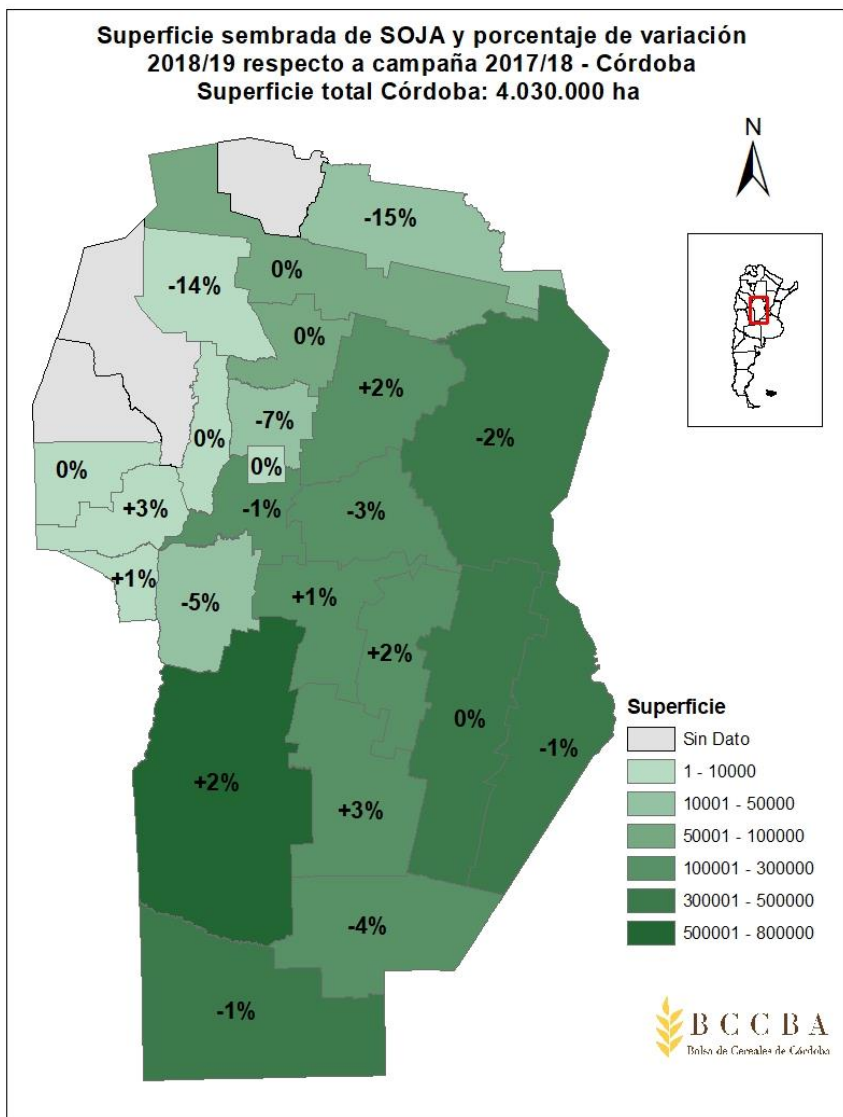 Superficie sembrada de SOJA y porcentaje de variación
2018/19 respecto a campaña 2017/18 - Córdoba
Superficie total Córdoba: 4.030.000 ha
N
-15%
0%
-14%
0%
+2%
-7%
0%
-2%
0%
0%
+3%
-1%
-3%
+1%
-5%
+1%
+2%
0%
-1%
+2%
+3%
-4%
-1%
Superficie
Sin Dato
1 - 10000
10001 - 50000
50001 - 100000
100001 - 300000
300001 - 500000
500001 - 800000
BCCBA
Bolsa de Cereales de Córdoba